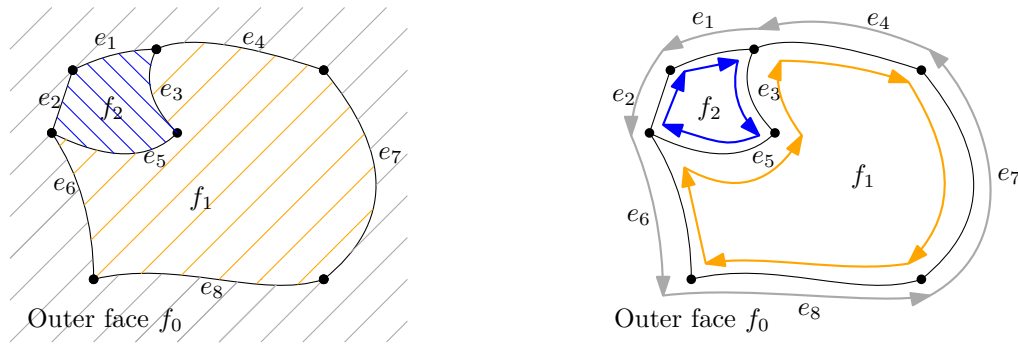 e₁
e₄
e₂
f₂
e₃
e₅
e₇
e₆
f₁
e₈
Outer face f₀
e₁
e₄
e₂
f₂
e₃
e₅
f₁
e₇
e₆
e₈
Outer face f₀